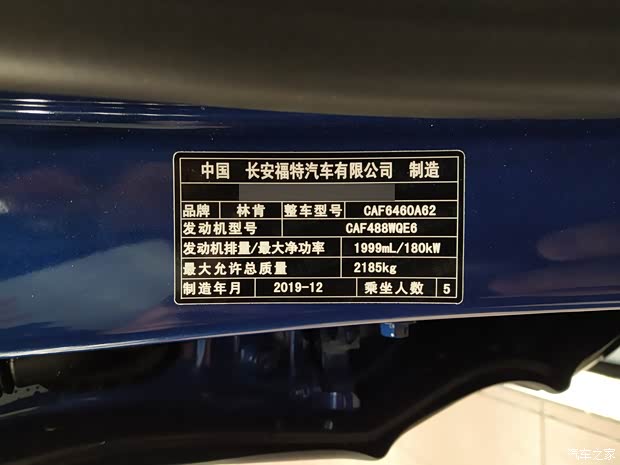 中国 长安福特汽车有限公司 制造
品牌 林肯 整车型号 CAF6460A62
发动机型号 CAF488WQE6
发动机排量/最大净功率 1999mL/180kW
最大允许总质量 2185kg
制造年月 2019-12 乘坐人数 5
汽车之家